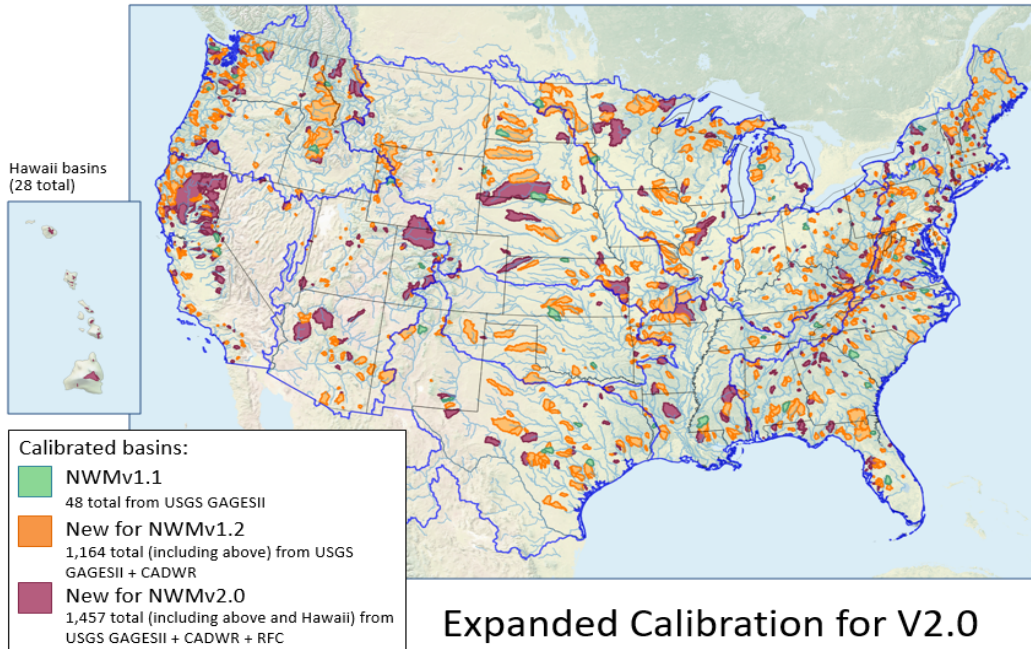 Hawaii basins
(28 total)
Calibrated basins:
NWMv1.1
48 total from USGS GAGESII
New for NWMv1.2
1,164 total (including above) from USGS
GAGESII + CADWR
New for NWMv2.0
1,457 total (including above and Hawaii) from
USGS GAGESII + CADWR + RFC
Expanded Calibration for V2.0